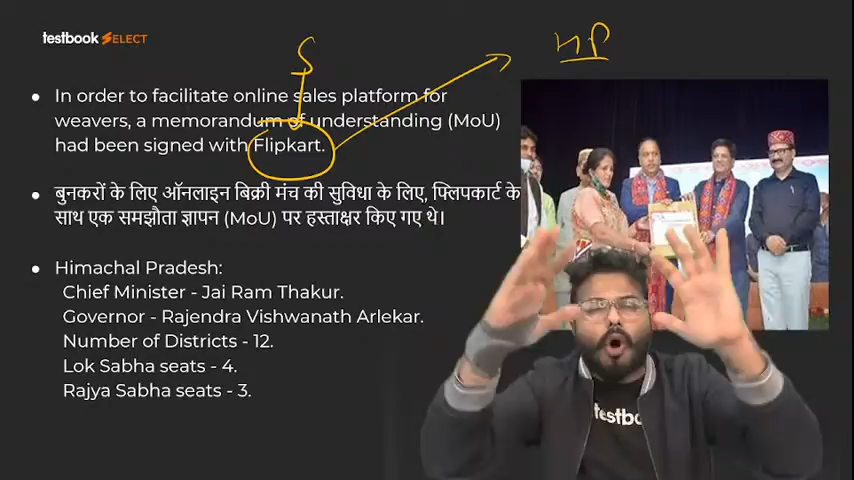 testbook SELECT
S
HP
In order to facilitate online sales platform for
weavers, a memorandum of understanding (MoU)
had been signed with Flipkart.
बुनकरों के लिए ऑनलाइन बिक्री मंच की सुविधा के लिए, फ्लिपकार्ट के
साथ एक समझौता ज्ञापन (MoU) पर हस्ताक्षर किए गए थे।
Himachal Pradesh:
Chief Minister - Jai Ram Thakur.
Governor - Rajendra Vishwanath Arlekar.
Number of Districts - 12.
Lok Sabha seats - 4.
Rajya Sabha seats - 3.
testbo